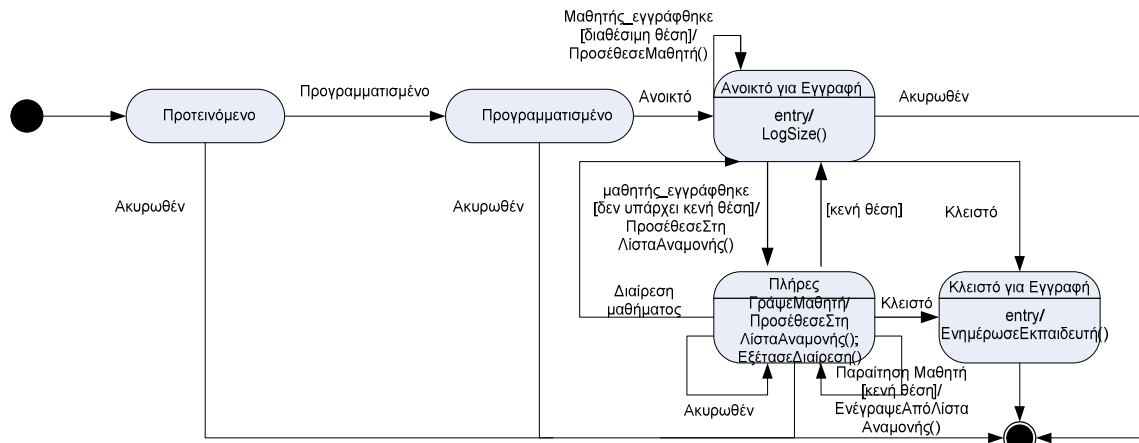 Μαθητής_εγγράφθηκε
[διαθέσιμη θέση]/
ΠροσέθεσεΜαθητή()
Προτεινόμενο
Προγραμματισμένο
Προγραμματισμένο
Ανοικτό
Ανοικτό για Εγγραφή
entry/
LogSize()
Ακυρωθέν
Ακυρωθέν
Ακυρωθέν
μαθητής_εγγράφθηκε
[δεν υπάρχει κενή θέση]/
ΠροσέθεσεΣτη
ΛίσταΑναμονής()
[κενή θέση]
Κλειστό
Διαίρεση
μαθήματος
Πλήρες
ΓράψεΜαθητή/
ΠροσέθεσεΣτη
ΛίσταΑναμονής();
ΕξέτασεΔιαίρεση()
Κλειστό
Κλειστό για Εγγραφή
entry/
ΕνημέρωσεΕκπαιδευτή()
Ακυρωθέν
Παραίτηση Μαθητή
[κενή θέση]/
ΕνέγραψεΑπόΛίστα
Αναμονής()